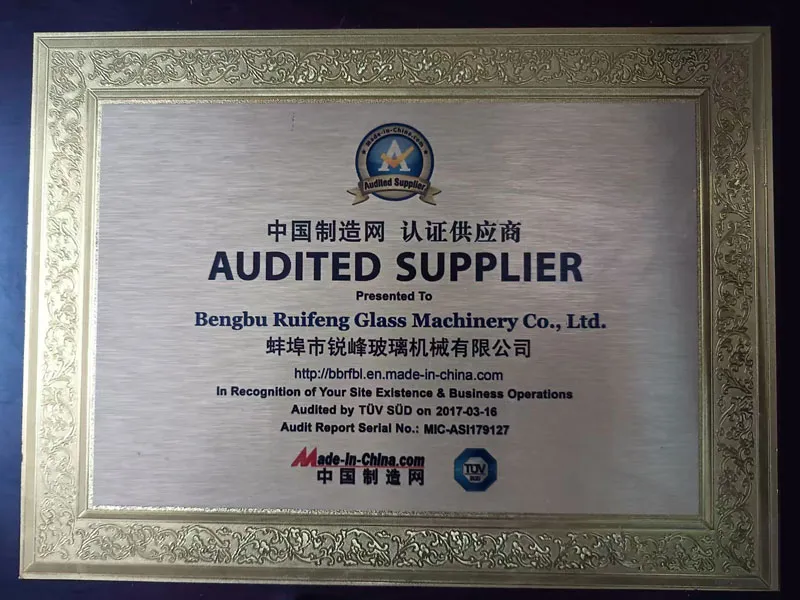 Made-in-China.com
A
Audited Supplier
中国制造网 认证供应商
AUDITED SUPPLIER
Presented To
Bengbu Ruifeng Glass Machinery Co., Ltd.
蚌埠市锐峰玻璃机械有限公司
http://bbrfbl.en.made-in-china.com
In Recognition of Your Site Existence & Business Operations
Audited by TÜV SÜD on 2017-03-16
Audit Report Serial No.: MIC-ASI179127
Made-in-China.com
中国制造网
TÜV